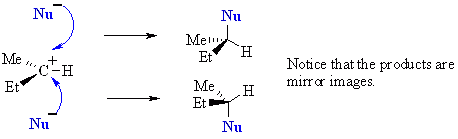 Nu⁻
Me
C⁺ H
Et
Nu⁻
Nu
Me
H
Et
Me
H
Et
Nu
Notice that the products are
mirror images.